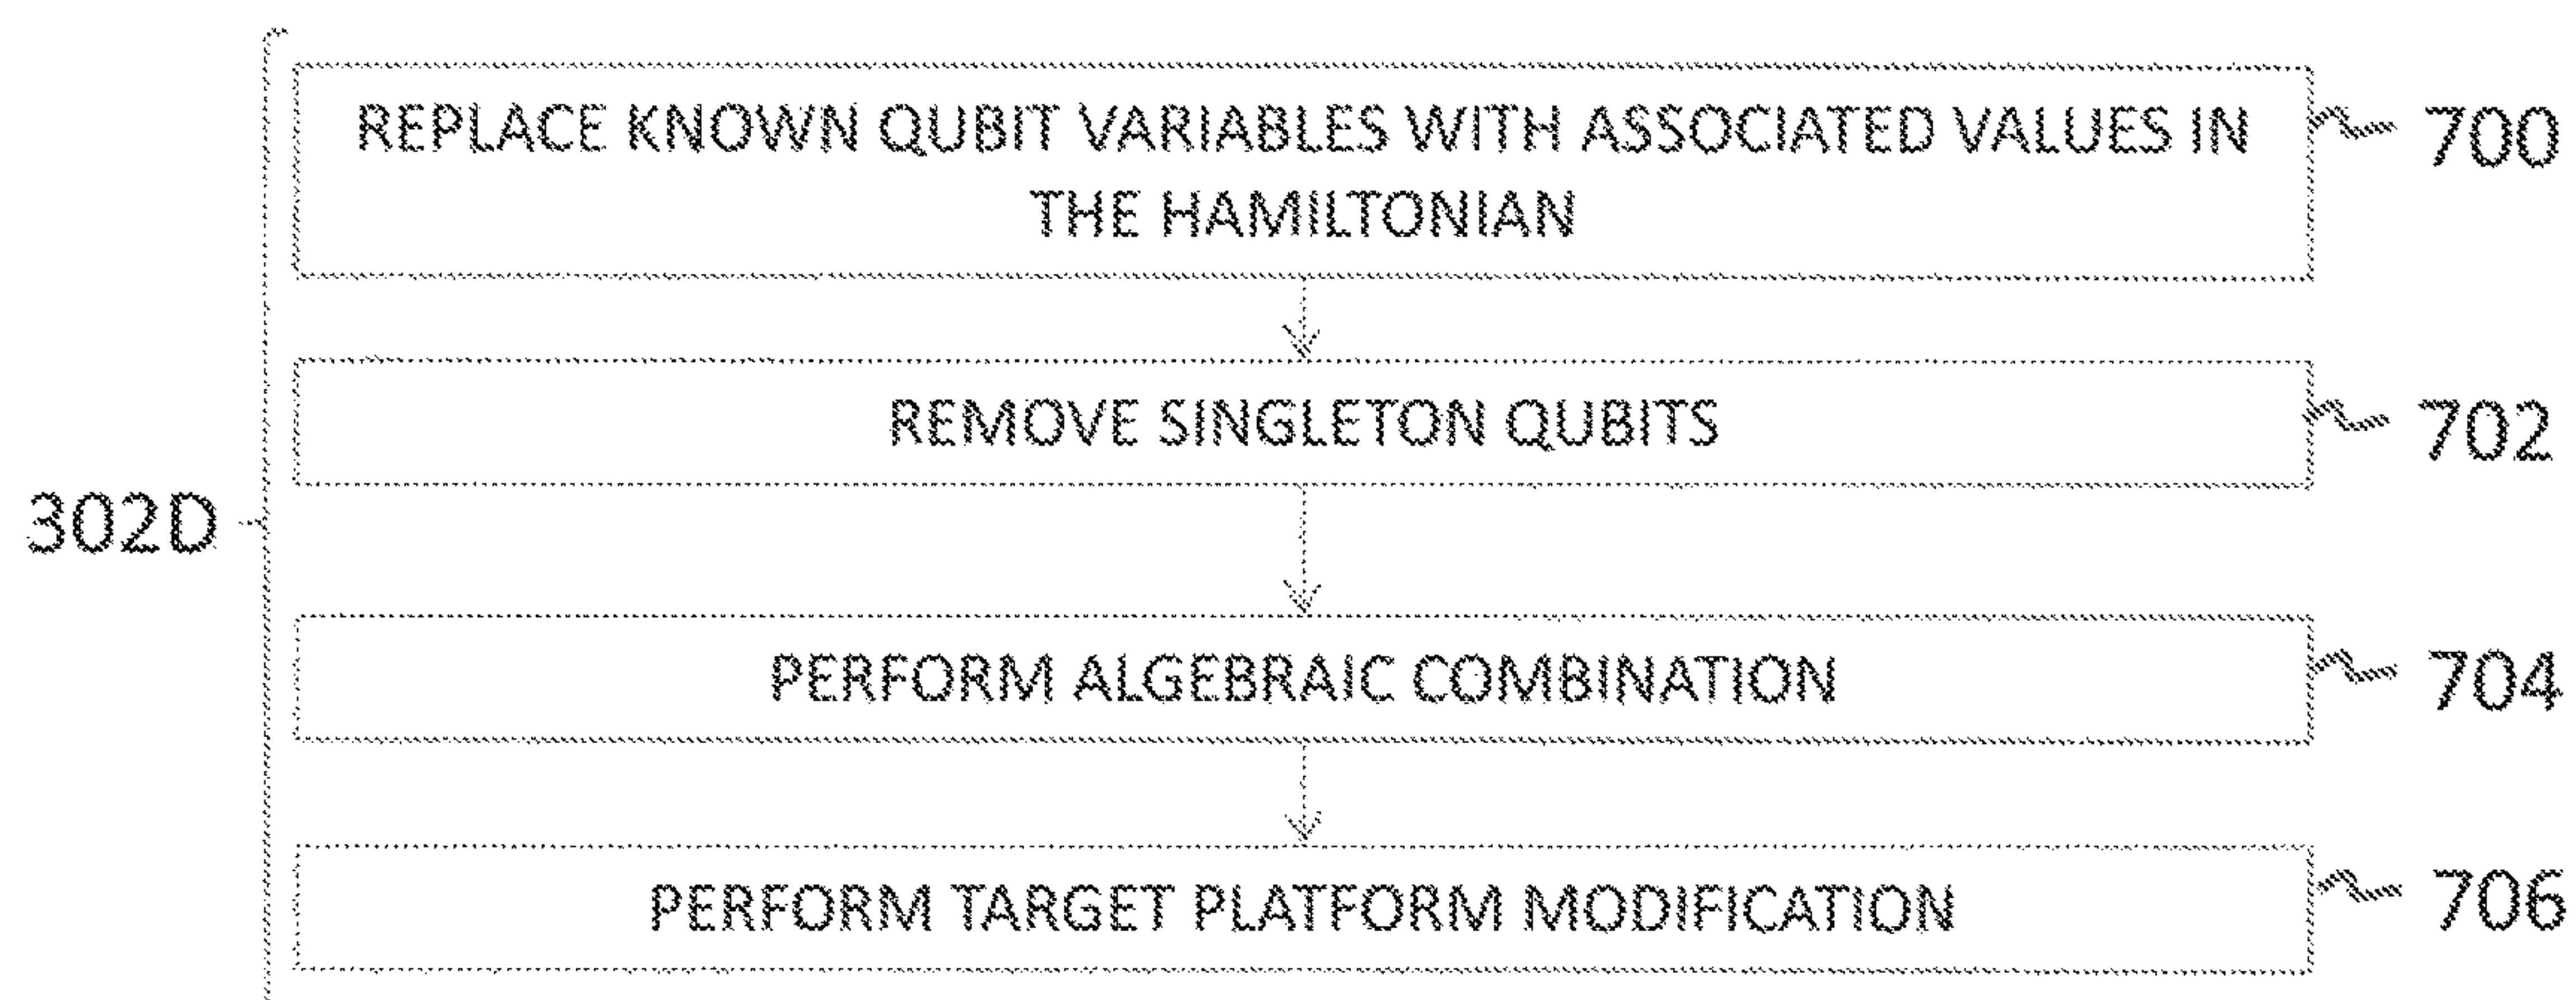 REPLACE KNOWN QUBIT VARIABLES WITH ASSOCIATED VALUES IN
THE HAMILTONIAN
700
REMOVE SINGLETON QUBITS
702
302D
PERFORM ALGEBRAIC COMBINATION
704
PERFORM TARGET PLATFORM MODIFICATION
706